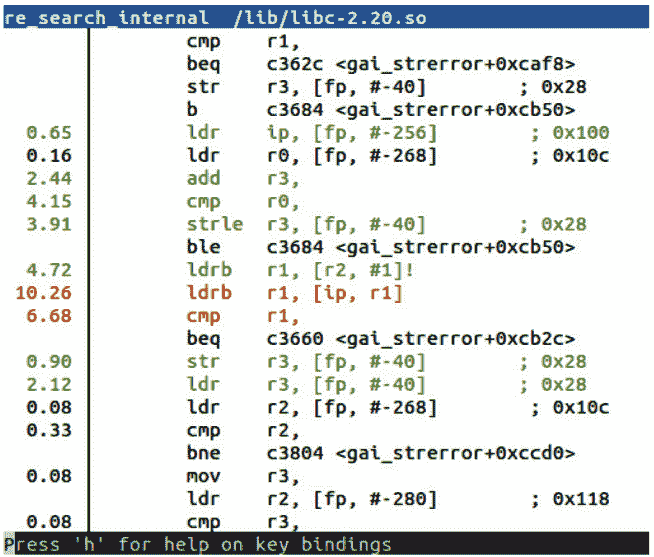 re_search_internal /lib/libc-2.20.so
cmp r1,
beq c362c <gai_strerror+0xcaf8>
str r3, [fp, #-40] ; 0x28
b c3684 <gai_strerror+0xcb50>
0.65 ldr ip, [fp, #-256] ; 0x100
0.16 ldr r0, [fp, #-268] ; 0x10c
2.44 add r3,
4.15 cmp r0,
3.91 strle r3, [fp, #-40] ; 0x28
ble c3684 <gai_strerror+0xcb50>
4.72 ldrb r1, [r2, #1]!
10.26 ldrb r1, [ip, r1]
6.68 cmp r1,
beq c3660 <gai_strerror+0xcb2c>
0.90 str r3, [fp, #-40] ; 0x28
2.12 ldr r3, [fp, #-40] ; 0x28
0.08 ldr r2, [fp, #-268] ; 0x10c
0.33 cmp r2,
bne c3804 <gai_strerror+0xccd0>
0.08 mov r3,
ldr r2, [fp, #-280] ; 0x118
0.08 cmp r3,
Press 'h' for help on key bindings